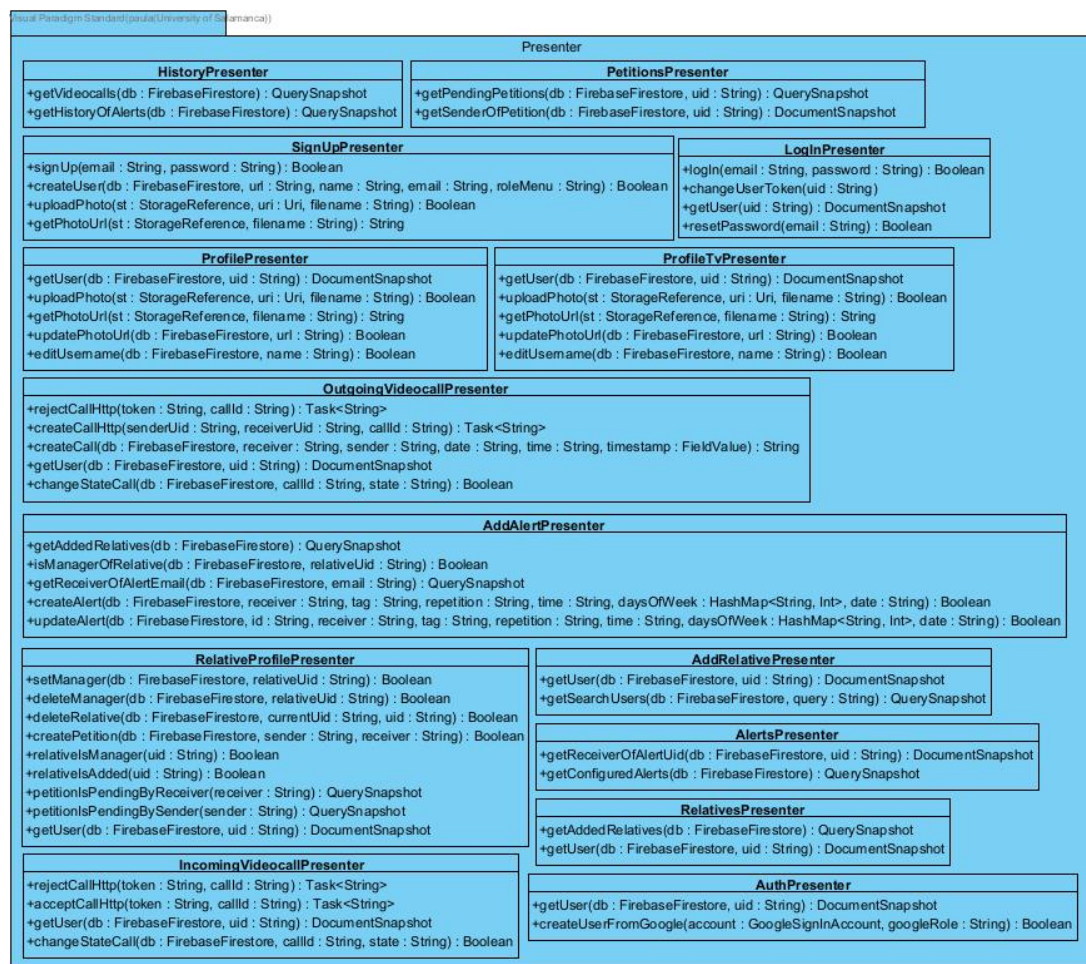 Visual Paradigm Standard(paula(University of Salamanca))
Presenter
HistoryPresenter
+getVideocalls(db : FirebaseFirestore) : QuerySnapshot
+getHistoryOfAlerts(db : FirebaseFirestore) : QuerySnapshot
PetitionsPresenter
+getPendingPetitions(db : FirebaseFirestore, uid : String) : QuerySnapshot
+getSenderOfPetition(db : FirebaseFirestore, uid : String) : DocumentSnapshot
SignUpPresenter
+signUp(email : String, password : String) : Boolean
+createUser(db : FirebaseFirestore, url : String, name : String, email : String, roleMenu : String) : Boolean
+uploadPhoto(st : StorageReference, uri : Uri, filename : String) : Boolean
+getPhotoUrl(st : StorageReference, filename : String) : String
LogInPresenter
+logIn(email : String, password : String) : Boolean
+changeUserToken(uid : String)
+getUser(uid : String) : DocumentSnapshot
+resetPassword(email : String) : Boolean
ProfilePresenter
+getUser(db : FirebaseFirestore, uid : String) : DocumentSnapshot
+uploadPhoto(st : StorageReference, uri : Uri, filename : String) : Boolean
+getPhotoUrl(st : StorageReference, filename : String) : String
+updatePhotoUrl(db : FirebaseFirestore, url : String) : Boolean
+editUsername(db : FirebaseFirestore, name : String) : Boolean
ProfileTvPresenter
+getUser(db : FirebaseFirestore, uid : String) : DocumentSnapshot
+uploadPhoto(st : StorageReference, uri : Uri, filename : String) : Boolean
+getPhotoUrl(st : StorageReference, filename : String) : String
+updatePhotoUrl(db : FirebaseFirestore, url : String) : Boolean
+editUsername(db : FirebaseFirestore, name : String) : Boolean
OutgoingVideocallPresenter
+rejectCallHttp(token : String, callId : String) : Task<String>
+createCallHttp(senderUid : String, receiverUid : String, callId : String) : Task<String>
+createCall(db : FirebaseFirestore, receiver : String, sender : String, date : String, time : String, timestamp : FieldValue) : String
+getUser(db : FirebaseFirestore, uid : String) : DocumentSnapshot
+changeStateCall(db : FirebaseFirestore, callId : String, state : String) : Boolean
AddAlertPresenter
+getAddedRelatives(db : FirebaseFirestore) : QuerySnapshot
+isManagerOfRelative(db : FirebaseFirestore, relativeUid : String) : Boolean
+getReceiverOfAlertEmail(db : FirebaseFirestore, email : String) : QuerySnapshot
+createAlert(db : FirebaseFirestore, receiver : String, tag : String, repetition : String, time : String, daysOfWeek : HashMap<String, Int>, date : String) : Boolean
+updateAlert(db : FirebaseFirestore, id : String, receiver : String, tag : String, repetition : String, time : String, daysOfWeek : HashMap<String, Int>, date : String) : Boolean
RelativeProfilePresenter
+setManager(db : FirebaseFirestore, relativeUid : String) : Boolean
+deleteManager(db : FirebaseFirestore, relativeUid : String) : Boolean
+deleteRelative(db : FirebaseFirestore, currentUid : String, uid : String) : Boolean
+createPetition(db : FirebaseFirestore, sender : String, receiver : String) : Boolean
+relativeIsManager(uid : String) : Boolean
+relativeIsAdded(uid : String) : Boolean
+petitionIsPendingByReceiver(receiver : String) : QuerySnapshot
+petitionIsPendingBySender(sender : String) : QuerySnapshot
+getUser(db : FirebaseFirestore, uid : String) : DocumentSnapshot
AddRelativePresenter
+getUser(db : FirebaseFirestore, uid : String) : DocumentSnapshot
+getSearchUsers(db : FirebaseFirestore, query : String) : QuerySnapshot
AlertsPresenter
+getReceiverOfAlertUid(db : FirebaseFirestore, uid : String) : DocumentSnapshot
+getConfiguredAlerts(db : FirebaseFirestore) : QuerySnapshot
RelativesPresenter
+getAddedRelatives(db : FirebaseFirestore) : QuerySnapshot
+getUser(db : FirebaseFirestore, uid : String) : DocumentSnapshot
IncomingVideocallPresenter
+rejectCallHttp(token : String, callId : String) : Task<String>
+acceptCallHttp(token : String, callId : String) : Task<String>
+getUser(db : FirebaseFirestore, uid : String) : DocumentSnapshot
+changeStateCall(db : FirebaseFirestore, callId : String, state : String) : Boolean
AuthPresenter
+getUser(db : FirebaseFirestore, uid : String) : DocumentSnapshot
+createUserFromGoogle(account : GoogleSignInAccount, googleRole : String) : Boolean